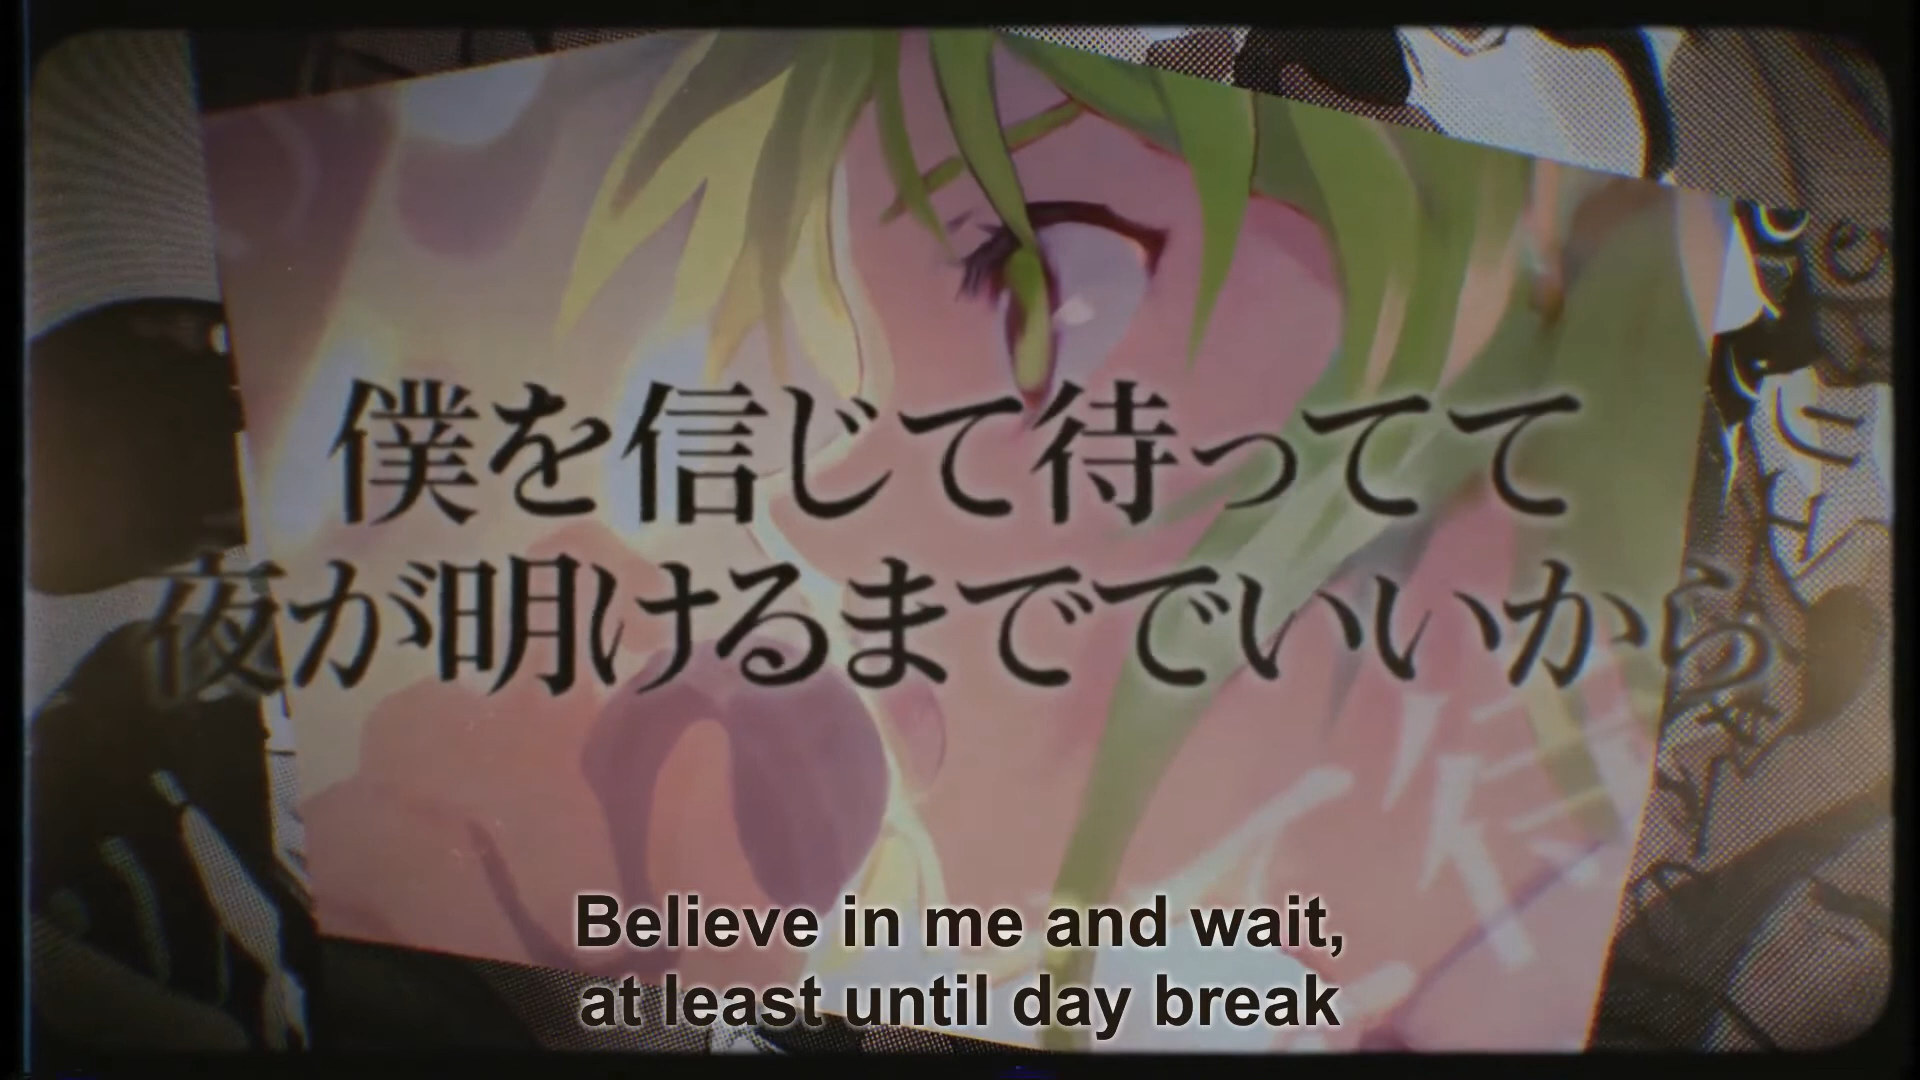 僕を信じて待ってて
夜が明けるまででいいから
待
Believe in me and wait,
at least until day break